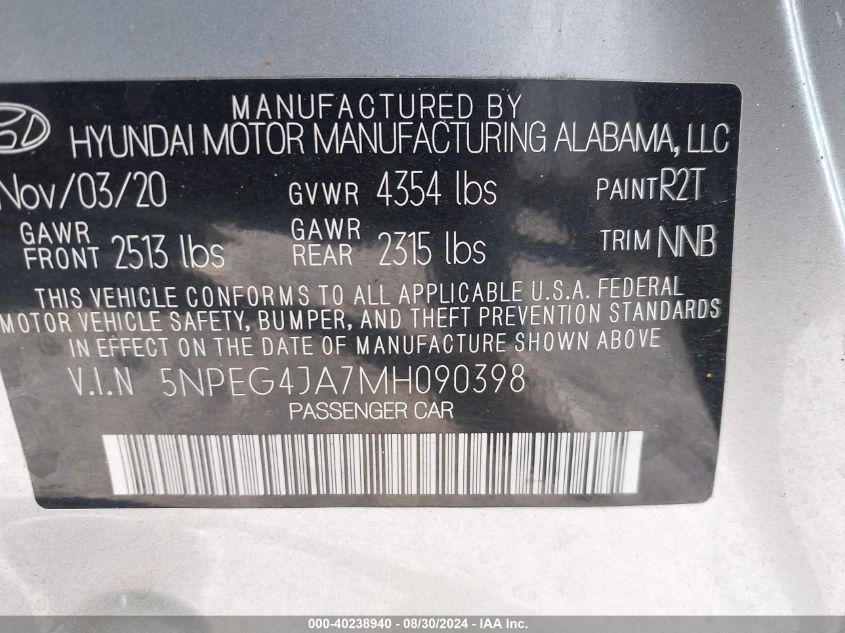 MANUFACTURED BY
HYUNDAI MOTOR MANUFACTURING ALABAMA, LLC
Nov/03/20 GVWR 4354 lbs PAINT R2T
GAWR FRONT 2513 lbs GAWR REAR 2315 lbs TRIM NNB
THIS VEHICLE CONFORMS TO ALL APPLICABLE U.S.A. FEDERAL
MOTOR VEHICLE SAFETY, BUMPER, AND THEFT PREVENTION STANDARDS
IN EFFECT ON THE DATE OF MANUFACTURE SHOWN ABOVE
V.I.N 5NPEG4JA7MH090398
PASSENGER CAR
000-40238940 - 08/30/2024 - IAA Inc.